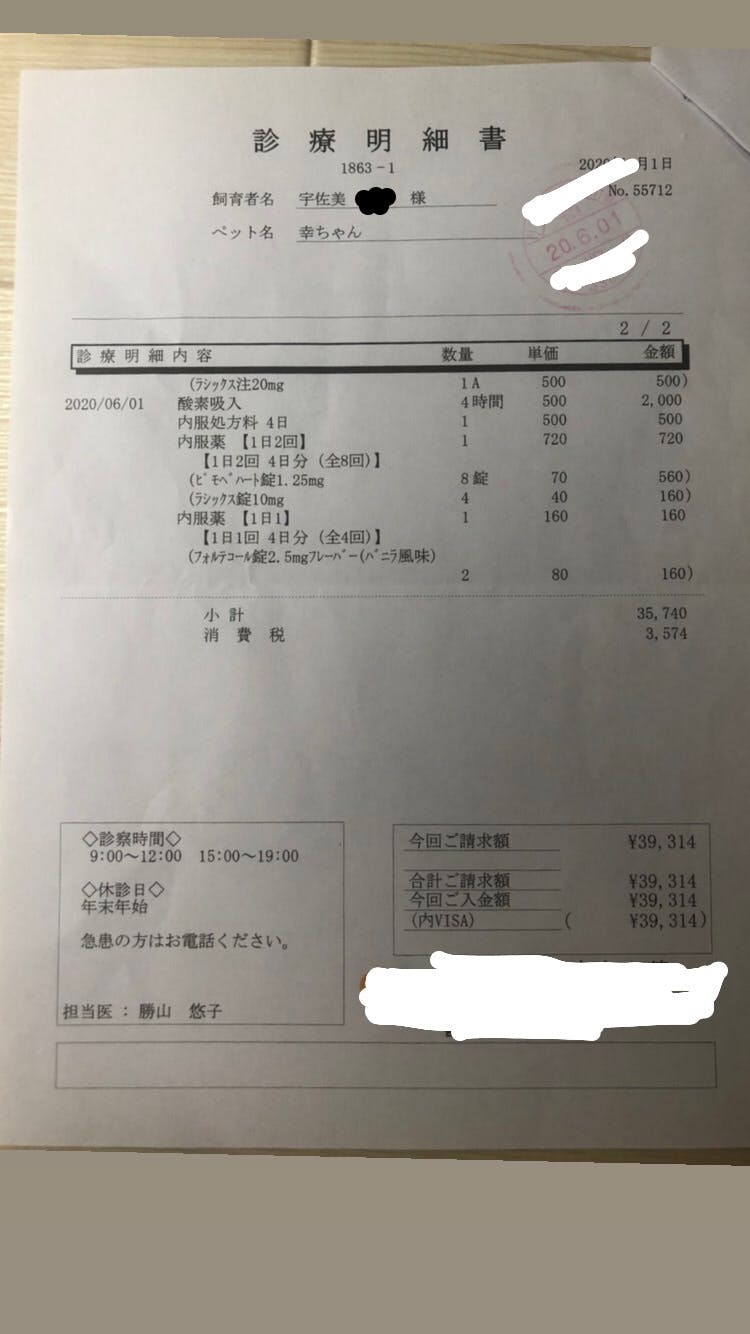 診療明細書
1863-1
月1日
No.55712
飼育者名 宇佐美 様
ペット名 幸ちゃん
20.6.01
2 / 2
診療明細内容 数量 単価 金額
(ﾗｼｯｸｽ注20mg 1A 500 500)
2020/06/01 酸素吸入 4時間 500 2,000
内服処方料 4日 1 500 500
内服薬 【1日2回】 1 720 720
【1日2回 4日分 (全8回)】
(ﾋﾟﾓﾍﾞﾊｰﾄ錠1.25mg 8錠 70 560)
(ﾗｼｯｸｽ錠10mg 4 40 160)
内服薬 【1日1】 1 160 160
【1日1回 4日分 (全4回)】
(ﾌｫﾙﾃｺｰﾙ錠2.5mgﾌﾚｰﾊﾞｰ(ﾊﾞﾆﾗ風味)
2 80 160)
小計 35,740
消費税 3,574
◇診察時間◇
9:00～12:00 15:00～19:00
◇休診日◇
年末年始
急患の方はお電話ください。
担当医 : 勝山 悠子
今回ご請求額 ¥39,314
合計ご請求額 ¥39,314
今回ご入金額 ¥39,314
(内VISA) ( ¥39,314)